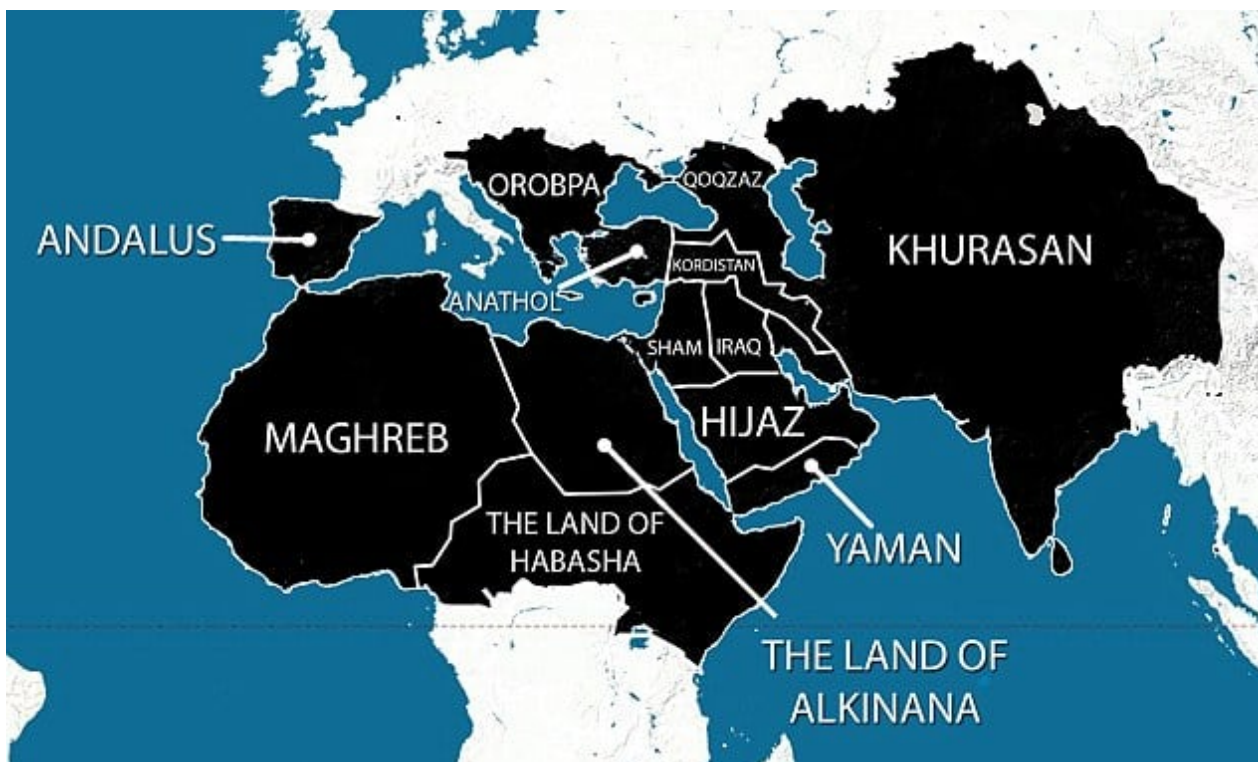 OROBPA
QOQZAZ
ANDALUS
KHURASAN
KORDISTAN
ANATHOL
SHAM
IRAQ
HIJAZ
MAGHREB
THE LAND OF
HABASHA
YAMAN
THE LAND OF
ALKINANA